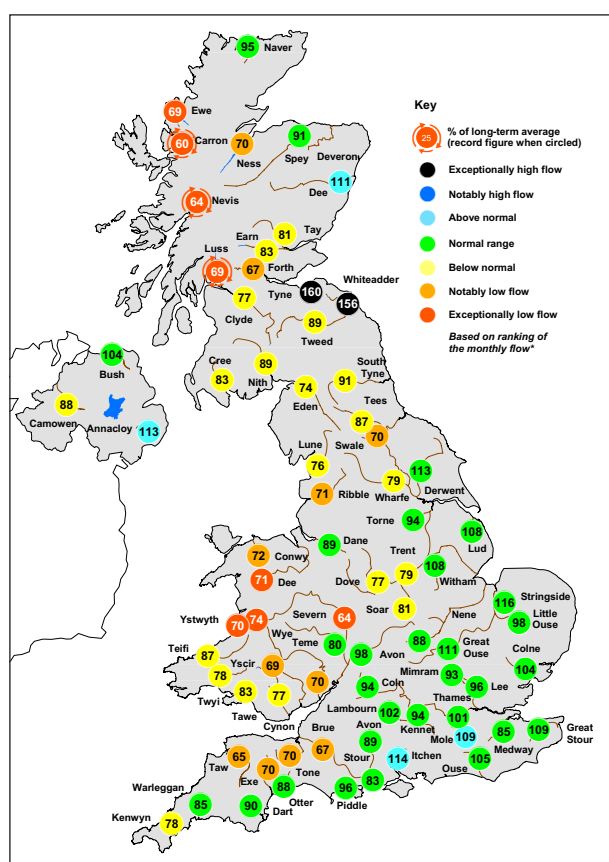 95
Naver
69
Ewe
60
Carron
70
Ness
91
Spey
Deveron
111
Dee
64
Nevis
Earn
81
Tay
83
Luss
69
67
Forth
Tyne
160
Whiteadder
156
77
Clyde
89
Tweed
Cree
83
89
Nith
South
Tyne
91
74
Eden
Tees
87
70
Swale
Lune
76
71
Ribble
79
Wharfe
113
Derwent
104
Bush
88
Camowen
Annacloy
113
Torne
94
108
Lud
Dane
89
Trent
108
Witham
72
Conwy
71
Dee
Dove
77
79
Soar
81
Nene
116
Stringside
98
Little
Ouse
Ystwyth
70
74
Wye
Severn
64
Teme
80
98
Avon
88
111
Great
Ouse
Colne
104
Teifi
87
Yscir
69
78
Twyi
83
Tawe
77
Cynon
70
94
Coln
Mimram
93
96
Lee
Thames
Lambourn
102
94
Kennet
101
109
Mole
85
Medway
109
Great
Stour
Brue
67
Avon
89
Stour
114
Itchen
105
Ouse
Taw
65
70
70
Exe
Tone
88
Otter
96
Piddle
83
Warleggan
85
90
Dart
Kenwyn
78
Key
25
% of long-term average
(record figure when circled)
Exceptionally high flow
Notably high flow
Above normal
Normal range
Below normal
Notably low flow
Exceptionally low flow
Based on ranking of
the monthly flow*